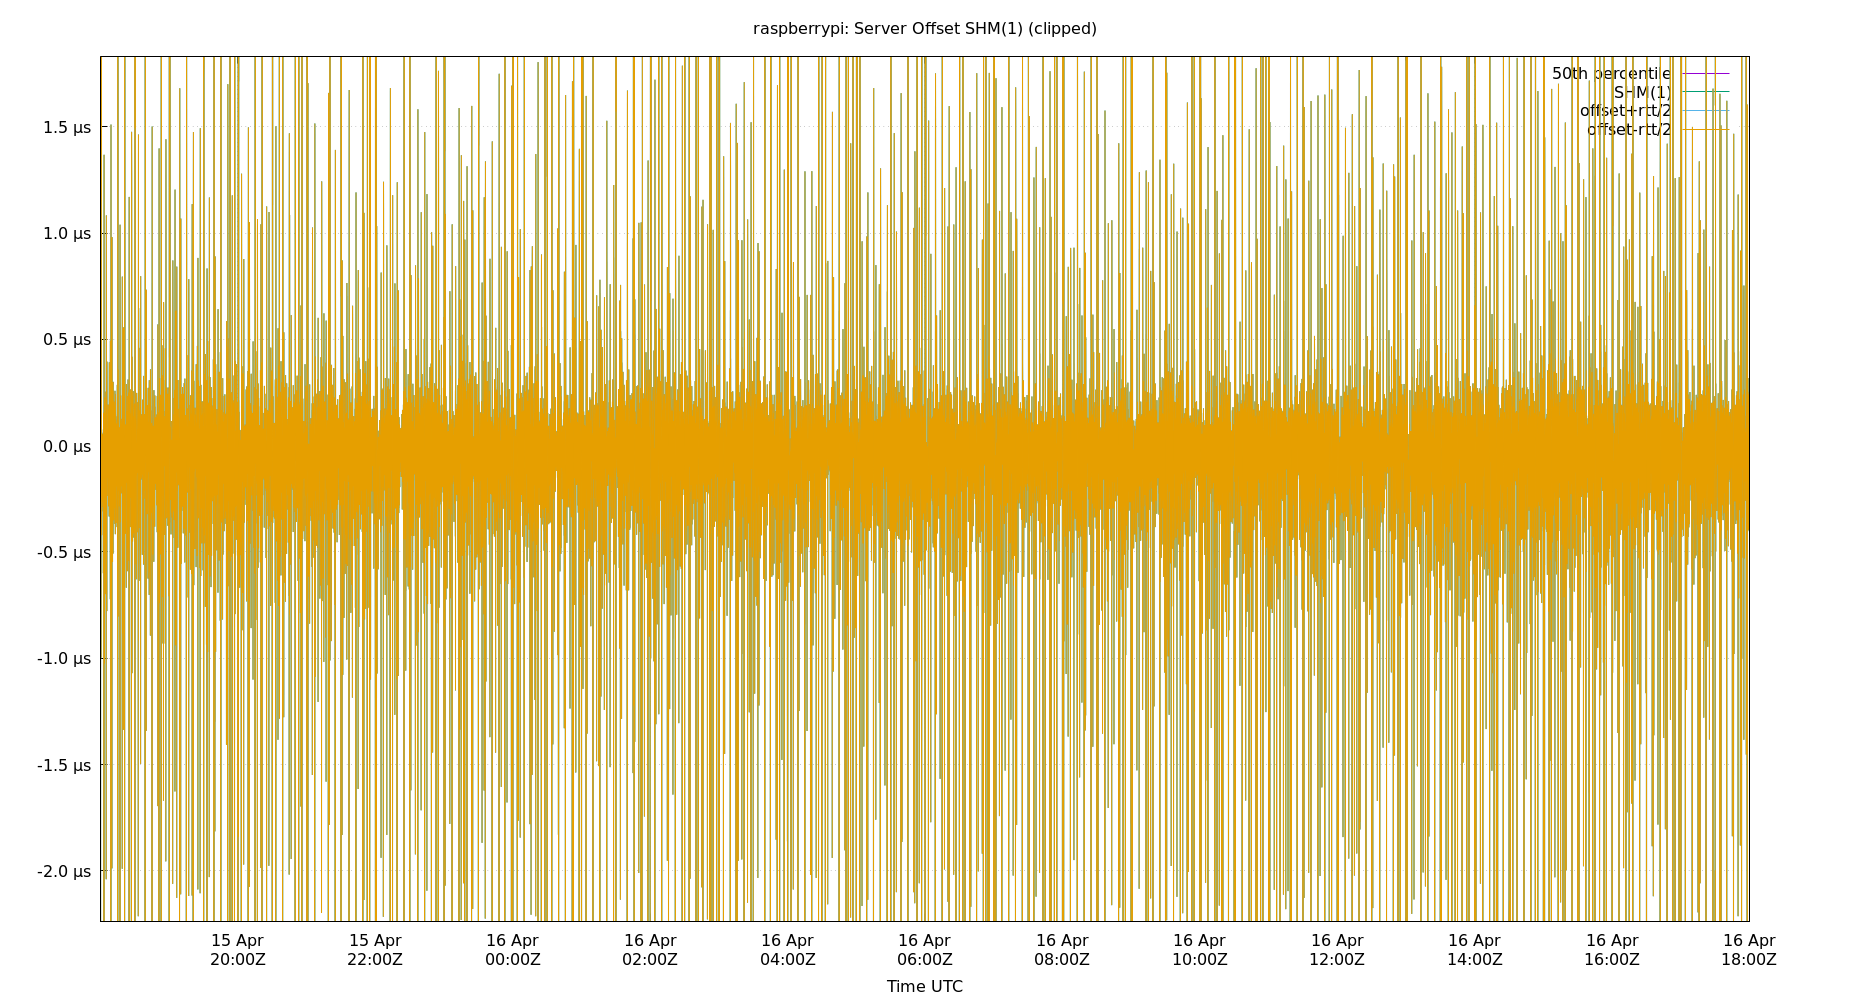 raspberrypi: Server Offset SHM(1) (clipped)
50th percentile
SHM(1)
offset+rtt/2
offset-rtt/2
1.5 µs
1.0 µs
0.5 µs
0.0 µs
-0.5 µs
-1.0 µs
-1.5 µs
-2.0 µs
15 Apr 15 Apr 16 Apr 16 Apr 16 Apr 16 Apr 16 Apr 16 Apr 16 Apr 16 Apr 16 Apr 16 Apr
20:00Z 22:00Z 00:00Z 02:00Z 04:00Z 06:00Z 08:00Z 10:00Z 12:00Z 14:00Z 16:00Z 18:00Z
Time UTC